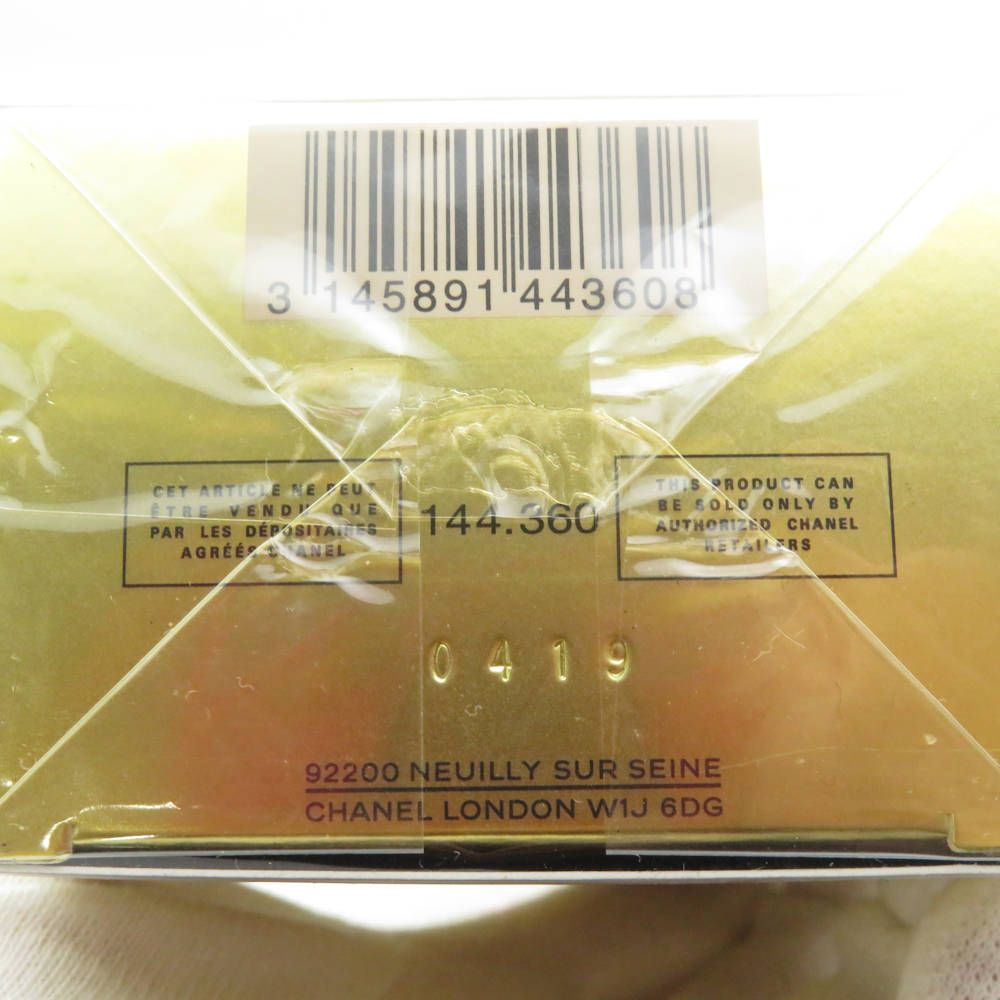 3 145891 443608
CET ARTICLE NE PEUT
ÊTRE VENDU QUE
PAR LES DÉPOSITAIRES
AGRÉÉS CHANEL
144.360
THIS PRODUCT CAN
BE SOLD ONLY BY
AUTHORIZED CHANEL
RETAILERS
0419
92200 NEUILLY SUR SEINE
CHANEL LONDON W1J 6DG